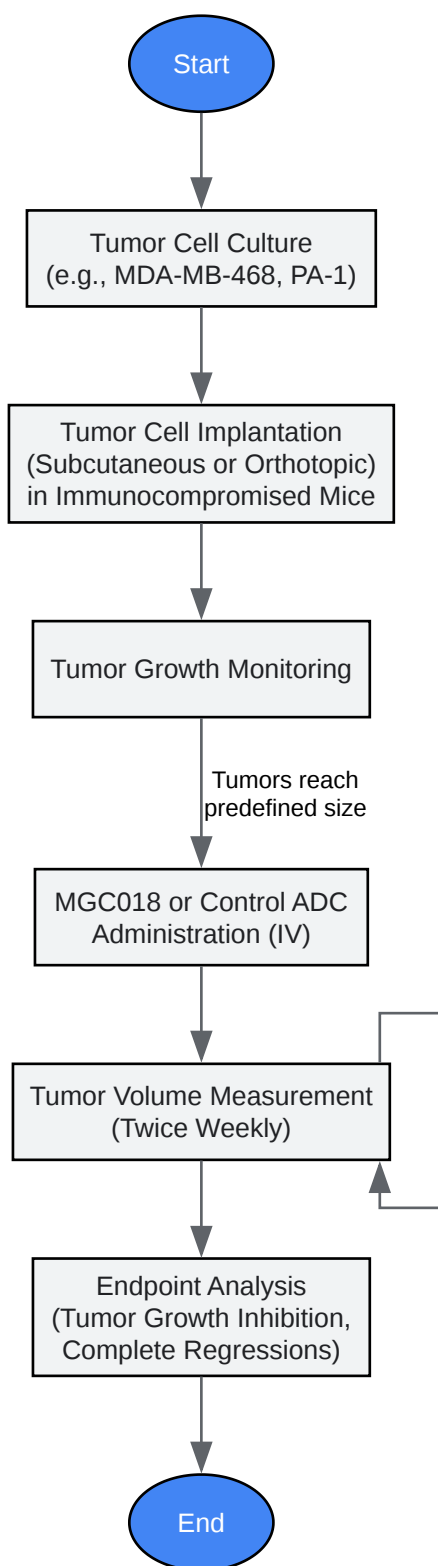 Start
Tumor Cell Culture
(e.g., MDA-MB-468, PA-1)
Tumor Cell Implantation
(Subcutaneous or Orthotopic)
in Immunocompromised Mice
Tumor Growth Monitoring
Tumors reach
predefined size
MGC018 or Control ADC
Administration (IV)
Tumor Volume Measurement
(Twice Weekly)
Endpoint Analysis
(Tumor Growth Inhibition,
Complete Regressions)
End